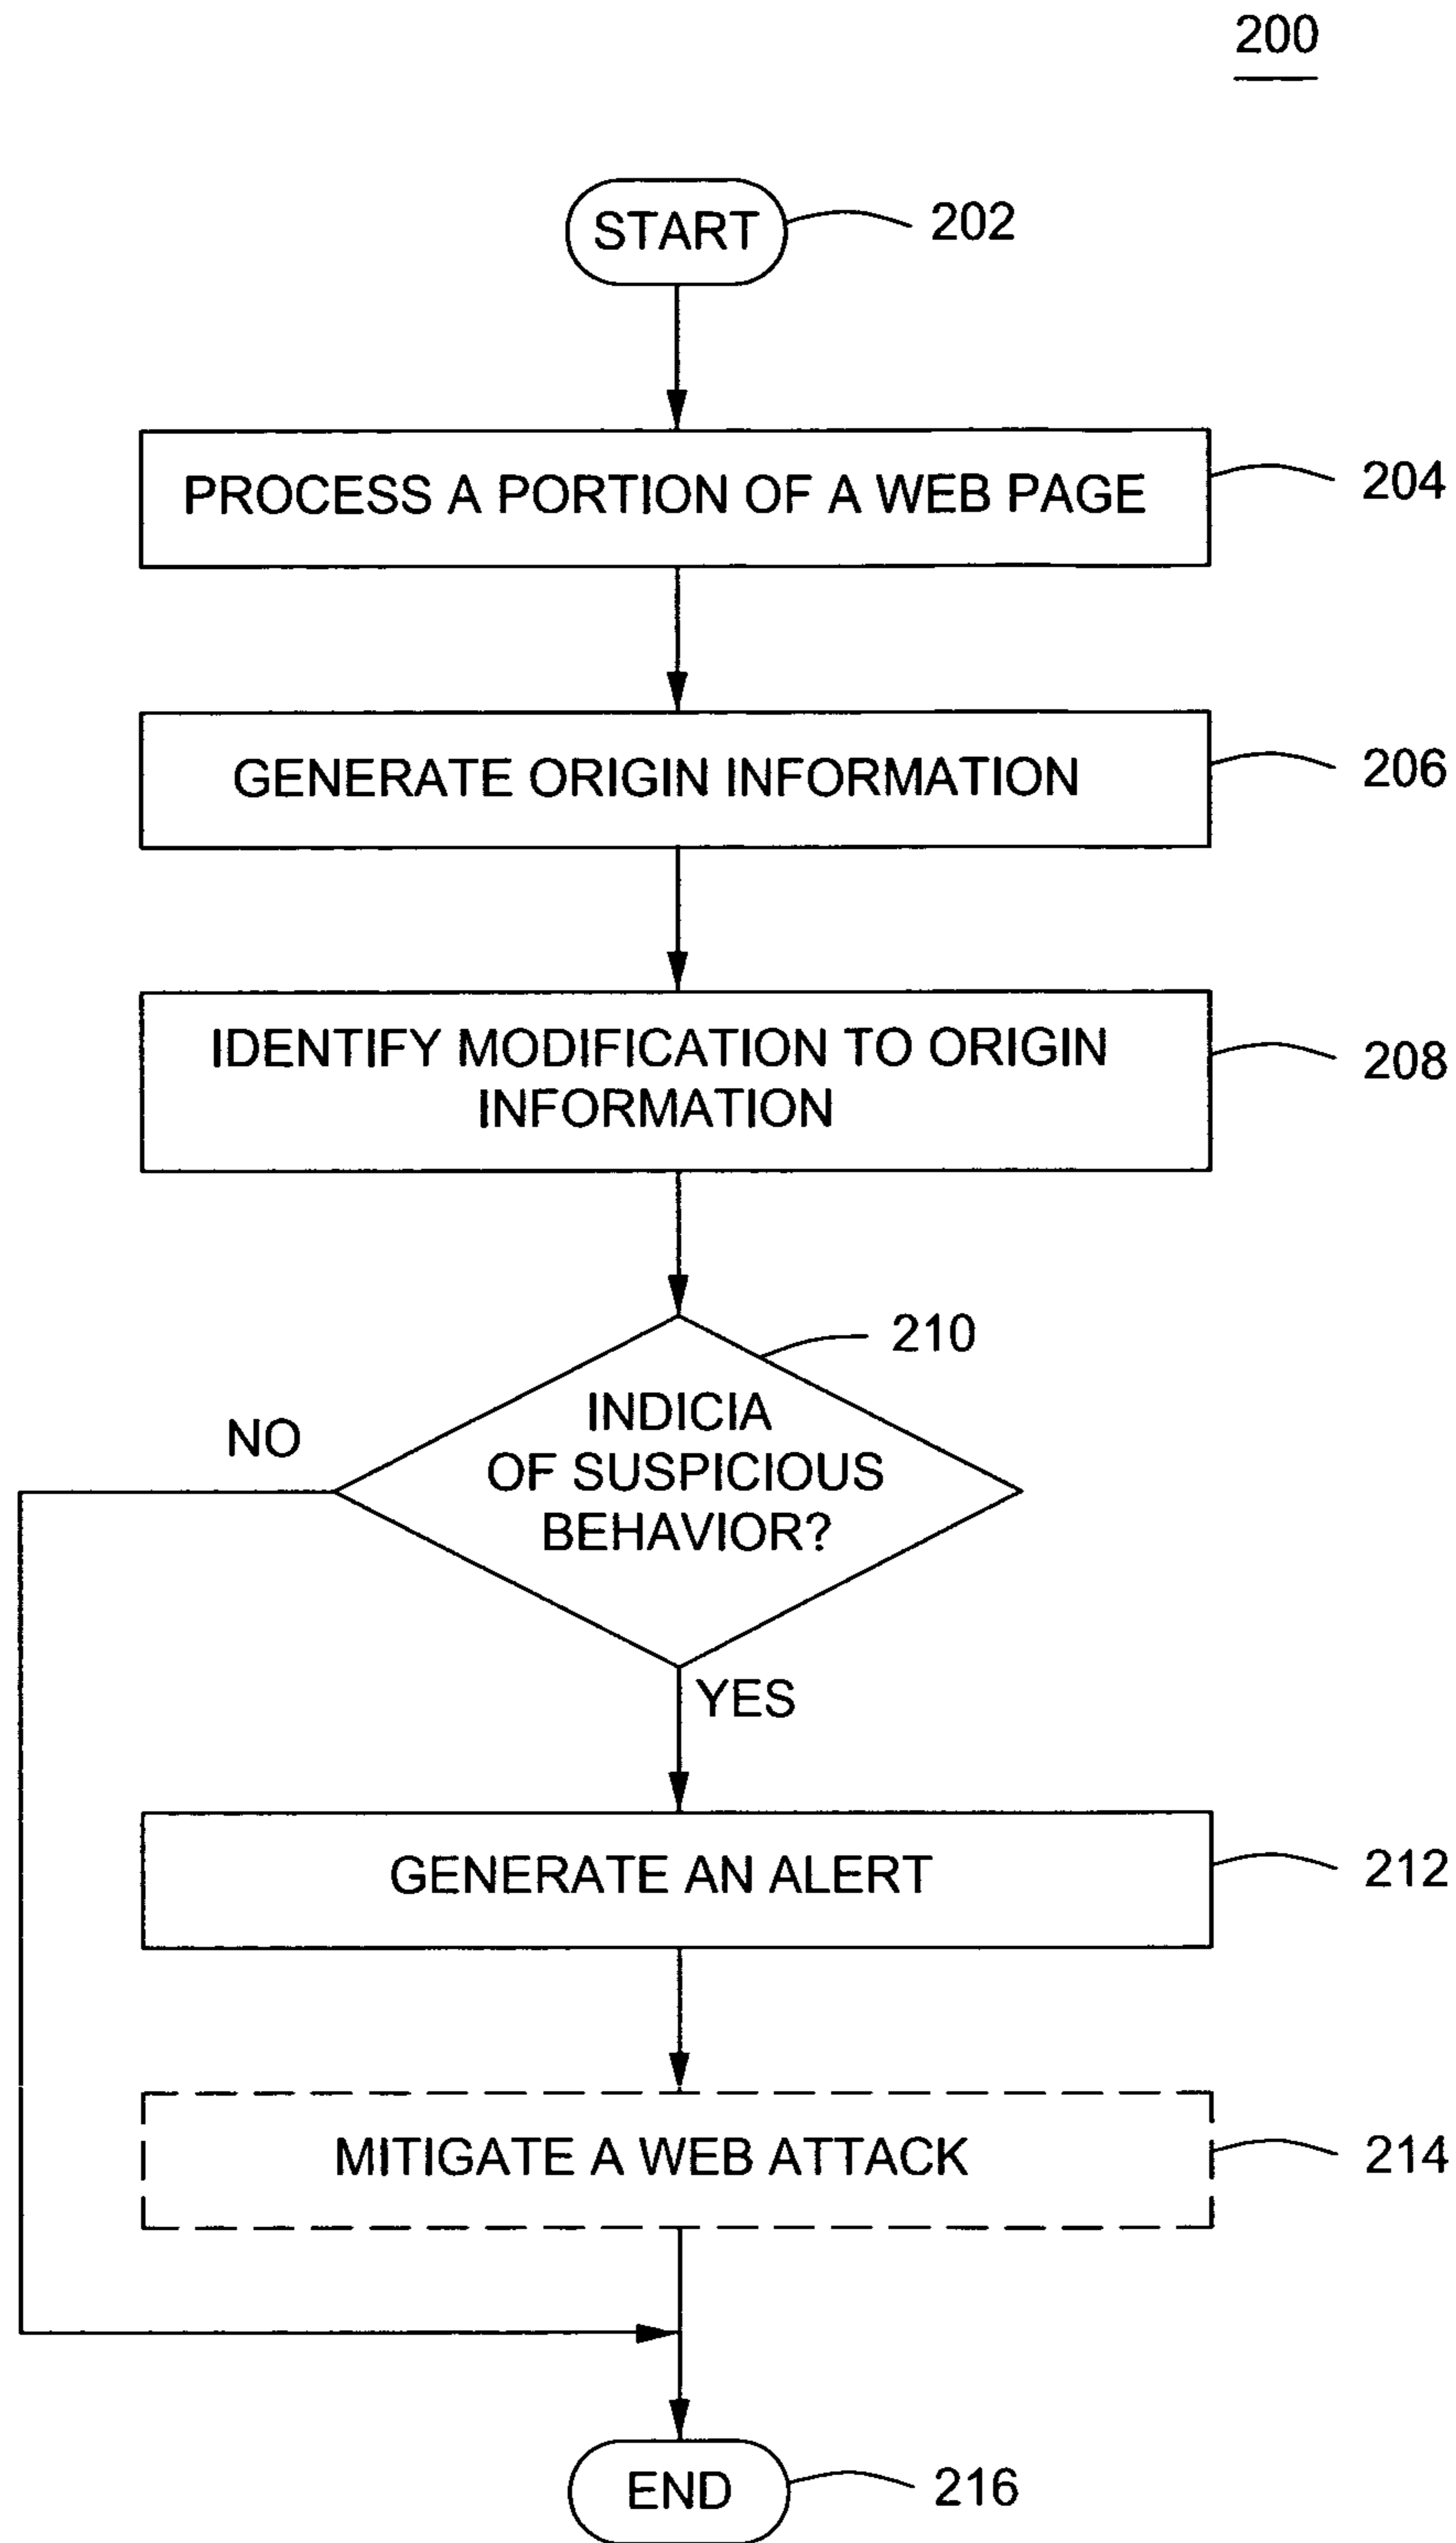 200
START
202
PROCESS A PORTION OF A WEB PAGE
204
GENERATE ORIGIN INFORMATION
206
IDENTIFY MODIFICATION TO ORIGIN
INFORMATION
208
210
INDICIA
OF SUSPICIOUS
BEHAVIOR?
NO
YES
GENERATE AN ALERT
212
MITIGATE A WEB ATTACK
214
END
216